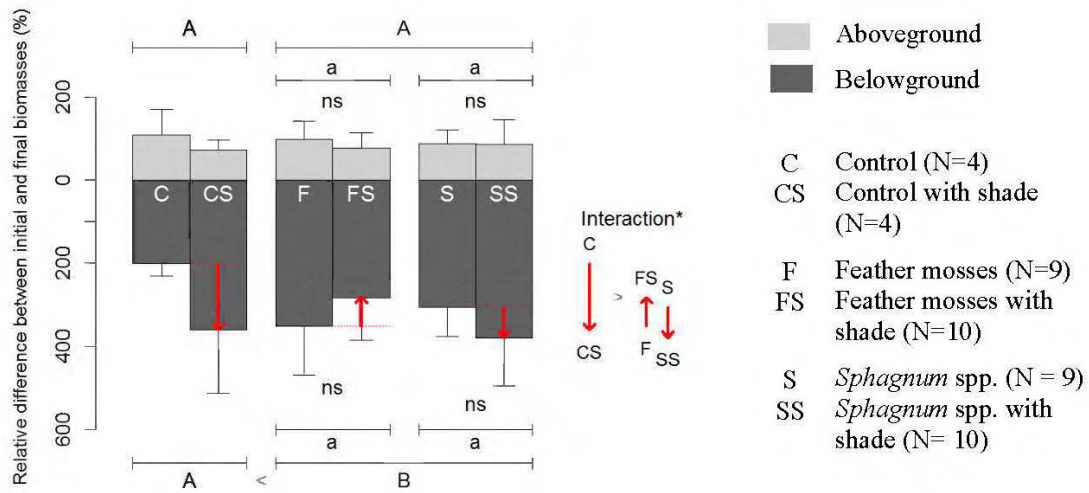 Relative difference between initial and final biomasses (%)
200
0
200
400
600
A
A
a
a
ns
ns
C
CS
F
FS
S
SS
ns
ns
a
a
A
<
B
Interaction*
C
FS S
>
CS
F SS
Aboveground
Belowground
C Control (N=4)
CS Control with shade
(N=4)
F Feather mosses (N=9)
FS Feather mosses with
shade (N=10)
S Sphagnum spp. (N = 9)
SS Sphagnum spp. with
shade (N= 10)